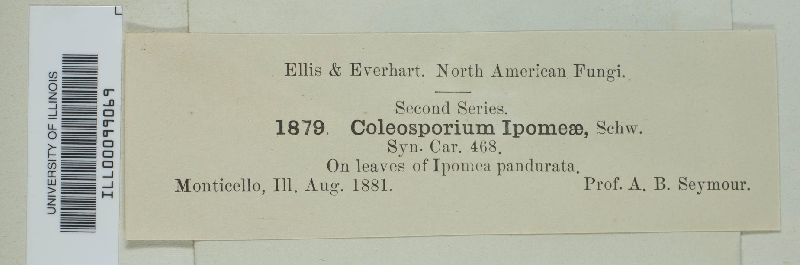 UNIVERSITY OF ILLINOIS
ILL00099069
Ellis & Everhart. North American Fungi.
Second Series.
1879. Coleosporium Ipomeæ, Schw.
Syn. Car. 468.
On leaves of Ipomea pandurata.
Monticello, Ill. Aug. 1881. Prof. A. B. Seymour.